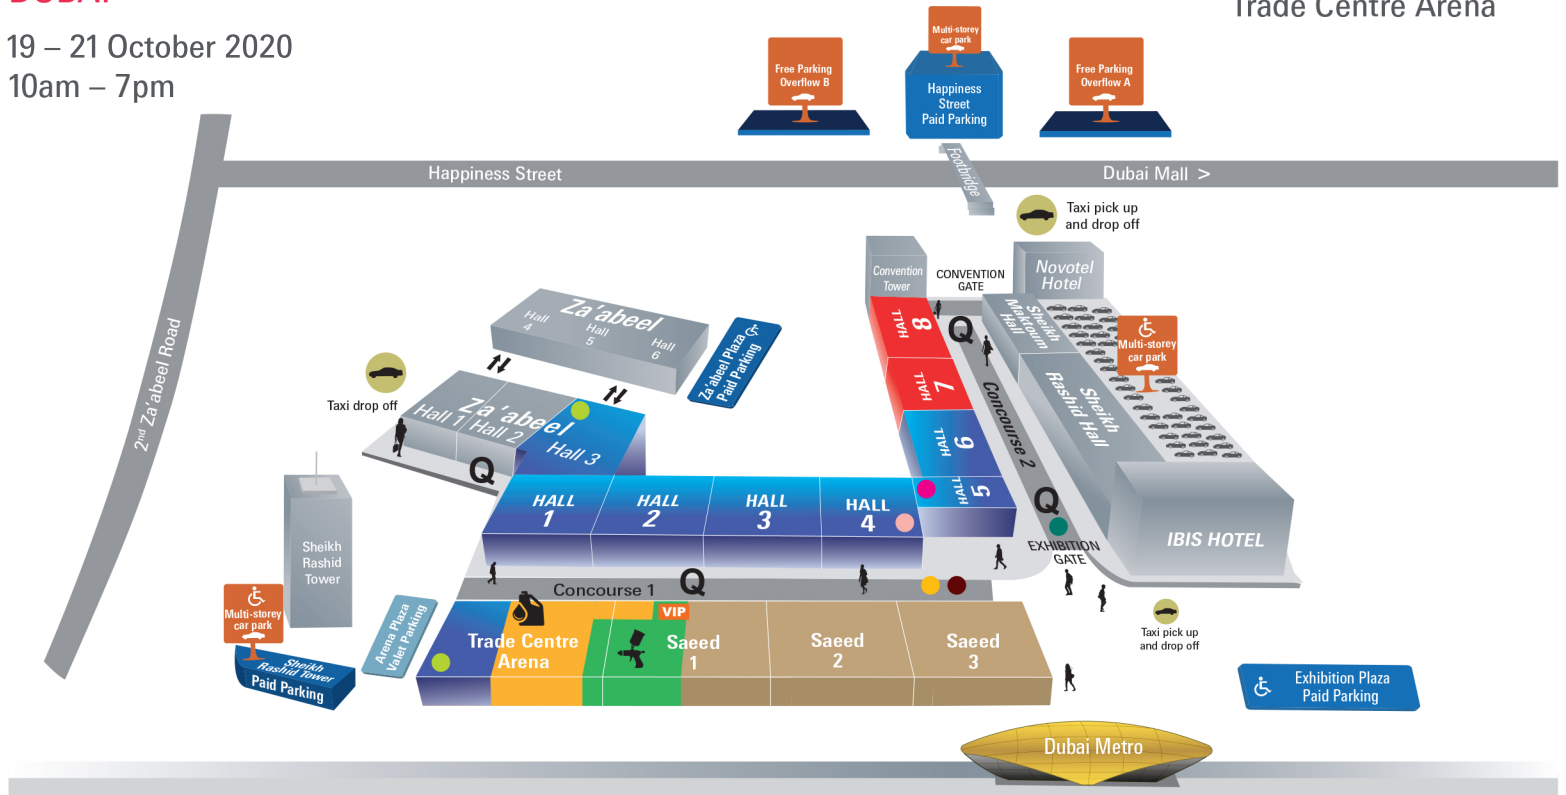 DUBAI
Trade Centre Arena
19 – 21 October 2020
10am – 7pm
Multi-storey
car park
Free Parking
Overflow B
Happiness
Street
Paid Parking
Free Parking
Overflow A
Footbridge
Happiness Street
Dubai Mall >
Taxi pick up
and drop off
Convention
Tower
CONVENTION
GATE
Novotel
Hotel
2nd Za'abeel Road
Za'abeel
Hall
4
Hall
5
Hall
6
Za'abeel Plaza
Paid Parking
HALL
8
Q
Sheikh
Maktoum
Hall
Multi-storey
car park
Taxi drop off
Za'abeel
Hall 1
Hall 2
Hall 3
Q
HALL
7
Concourse 2
Sheikh
Rashid Hall
HALL
6
HALL
5
Q
HALL
1
HALL
2
HALL
3
HALL
4
EXHIBITION
GATE
IBIS HOTEL
Sheikh
Rashid
Tower
Concourse 1
Q
Multi-storey
car park
Sheikh
Rashid Tower
Paid Parking
Arena Plaza
Valet Parking
Trade Centre
Arena
VIP
Saeed
1
Saeed
2
Saeed
3
Taxi pick up
and drop off
Exhibition Plaza
Paid Parking
Dubai Metro